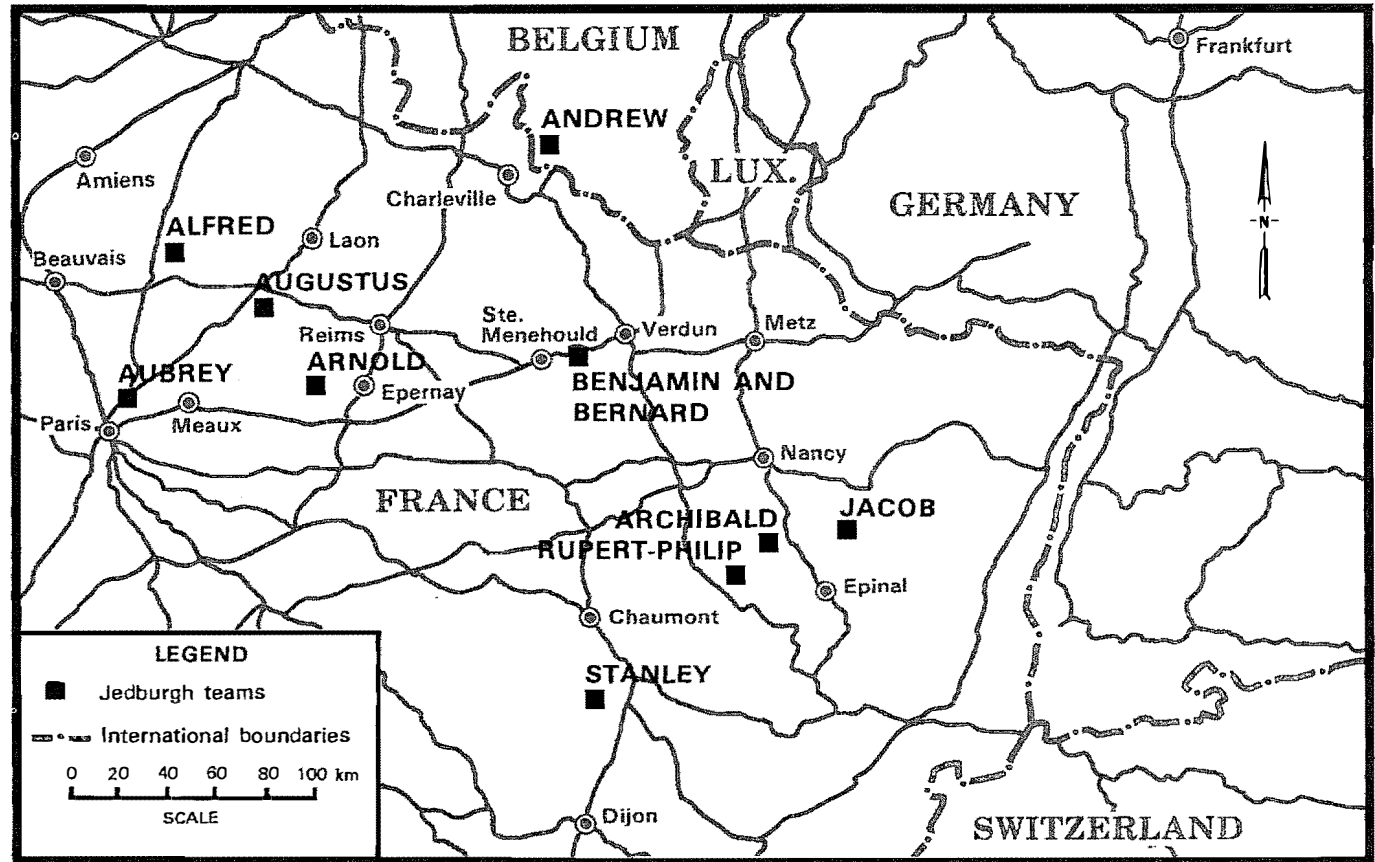 BELGIUM
Frankfurt
ANDREW
Amiens
Charleville
LUX.
GERMANY
N
ALFRED
Laon
Beauvais
AUGUSTUS
Reims
Ste.
Menehould
Verdun
Metz
AUBREY
ARNOLD
Epernay
BENJAMIN AND
BERNARD
Paris
Meaux
Nancy
FRANCE
ARCHIBALD
JACOB
RUPERT-PHILIP
Epinal
Chaumont
STANLEY
Dijon
SWITZERLAND
LEGEND
Jedburgh teams
International boundaries
0 20 40 60 80 100 km
SCALE